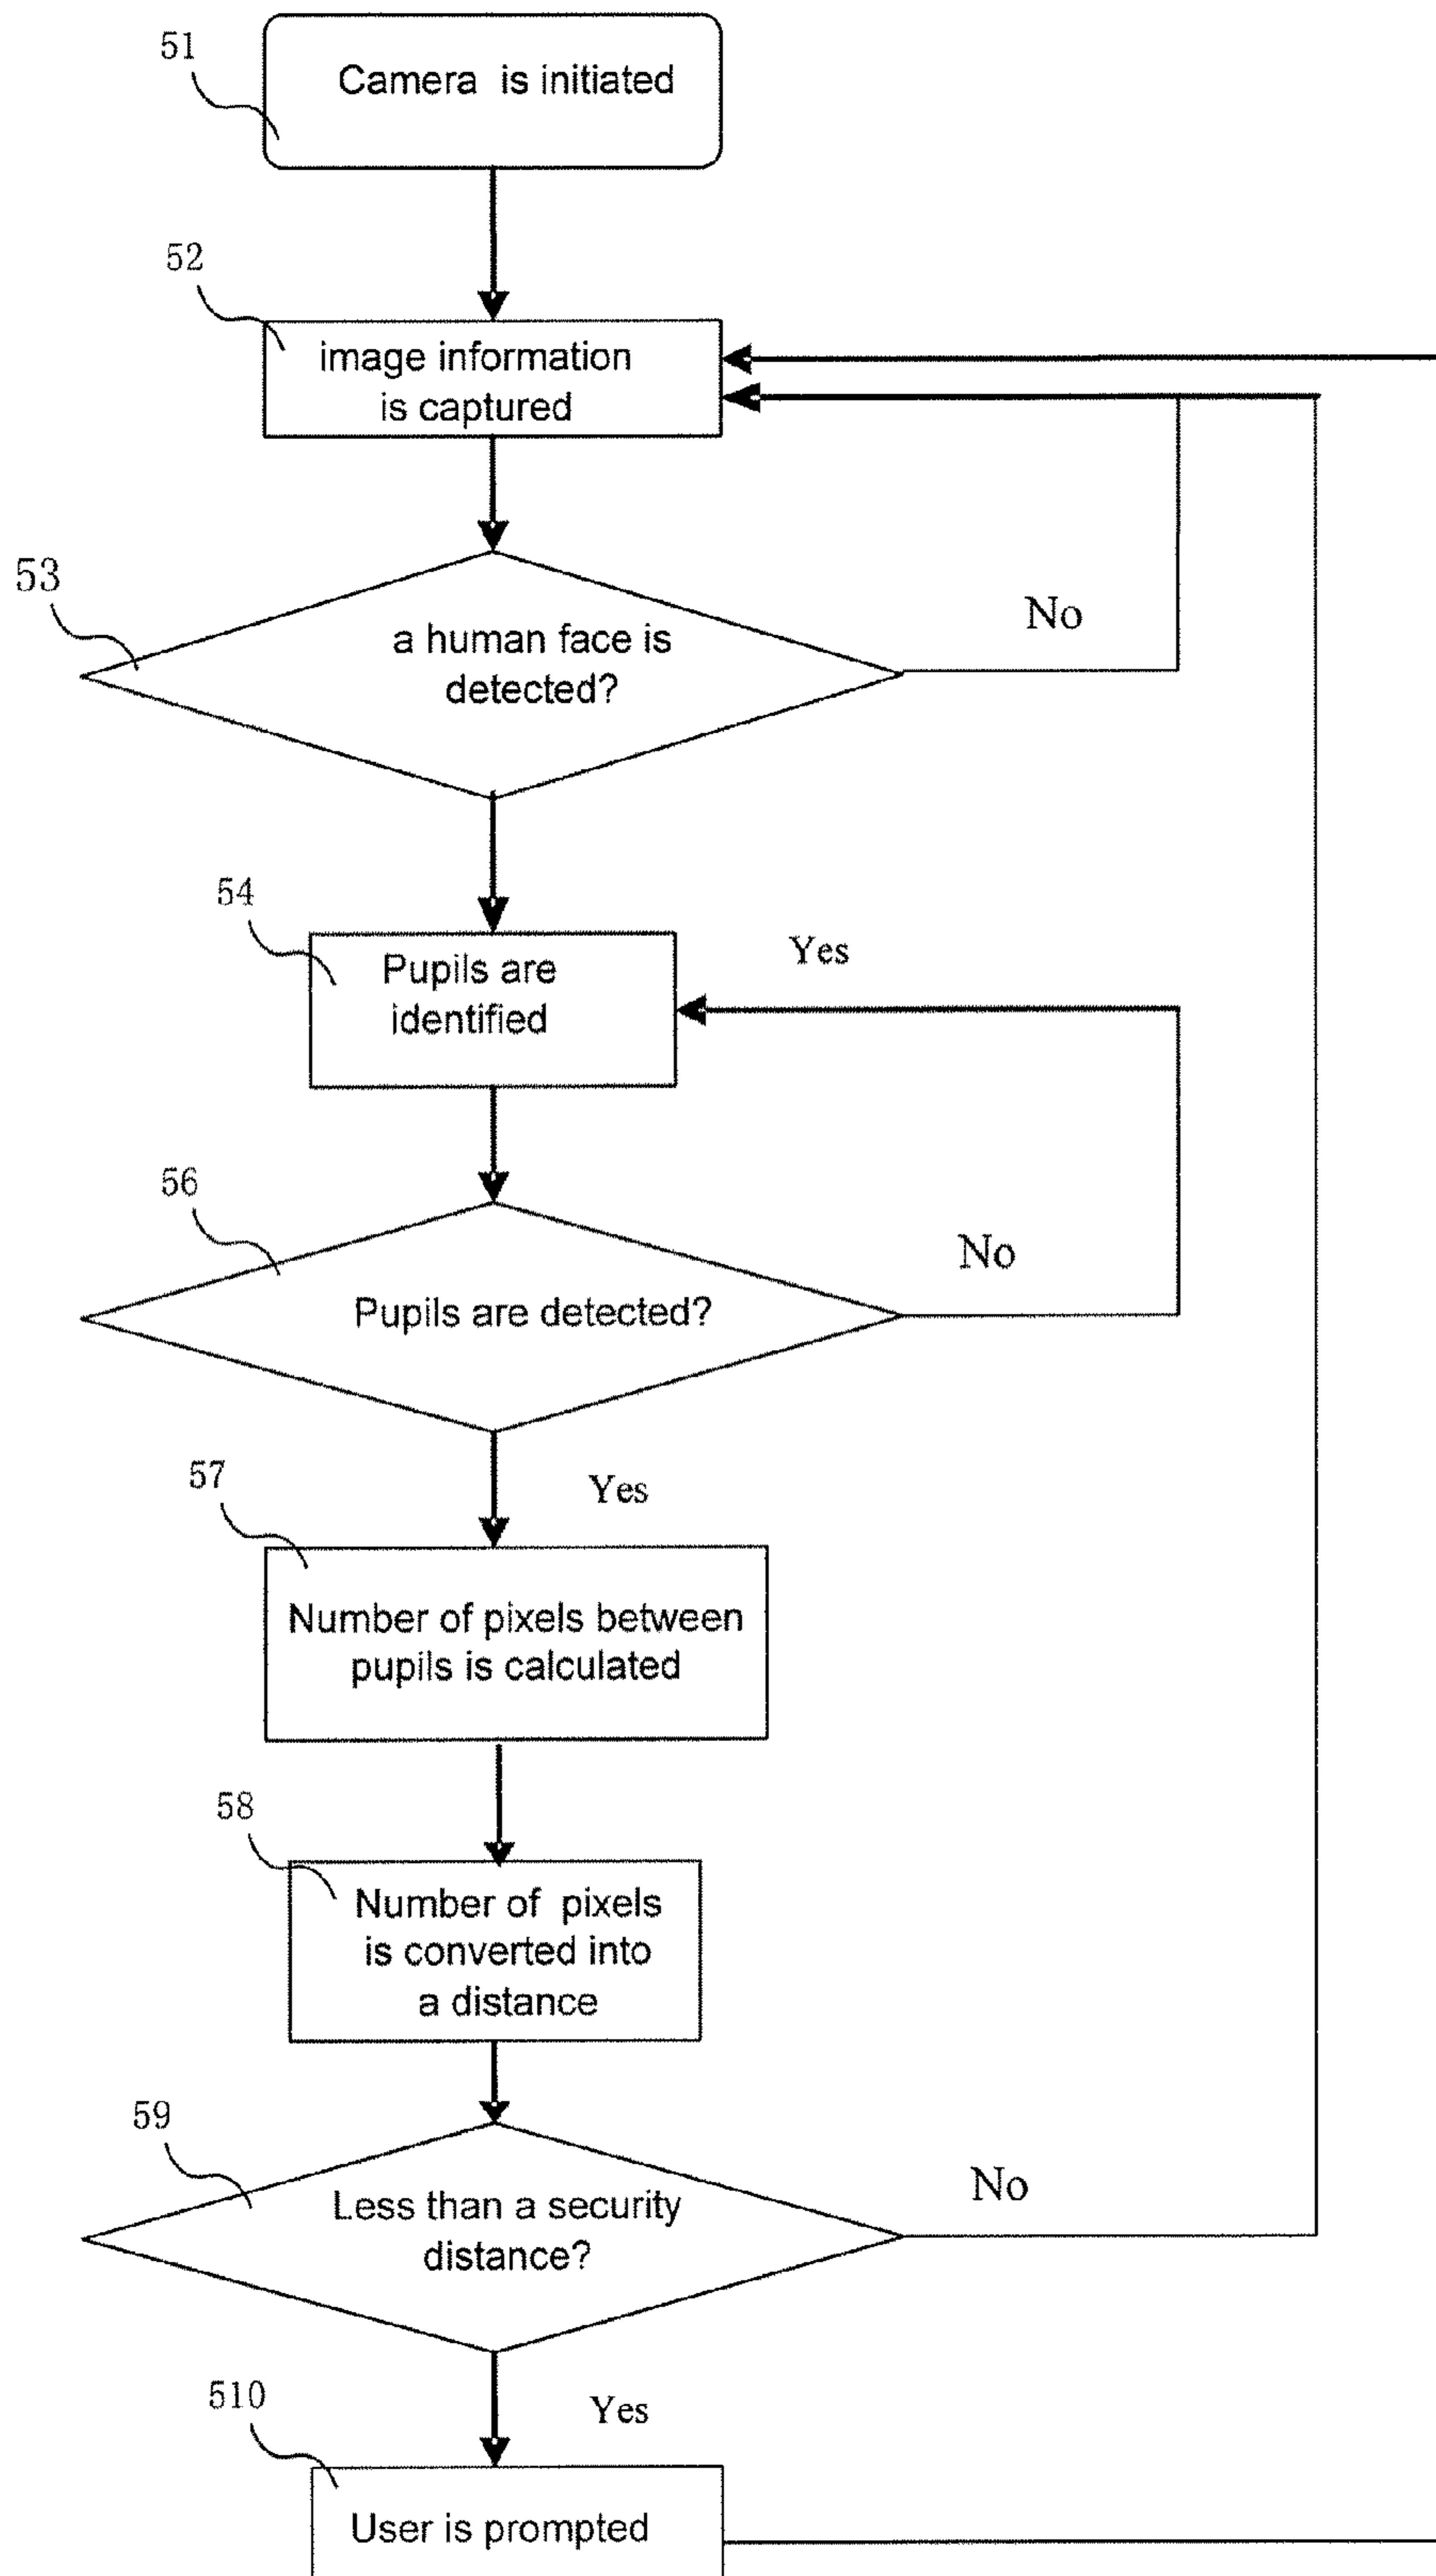 51
Camera is initiated
52
image information
is captured
53
a human face is
detected?
No
54
Pupils are
identified
Yes
56
Pupils are detected?
No
57
Yes
Number of pixels between
pupils is calculated
58
Number of pixels
is converted into
a distance
59
Less than a security
distance?
No
510
Yes
User is prompted